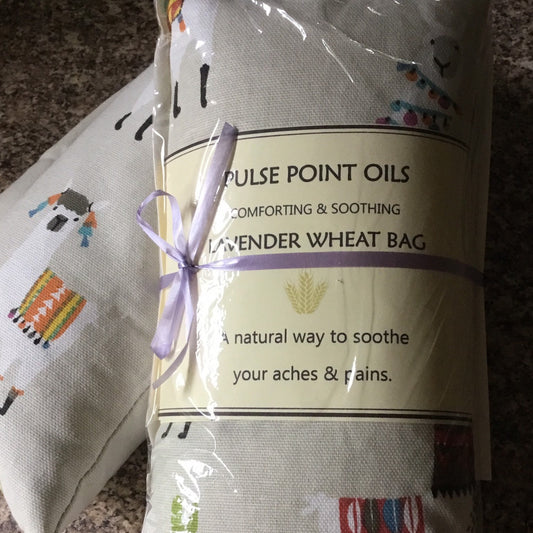 PULSE POINT OILS
COMFORTING & SOOTHING
LAVENDER WHEAT BAG
A natural way to soothe
your aches & pains.